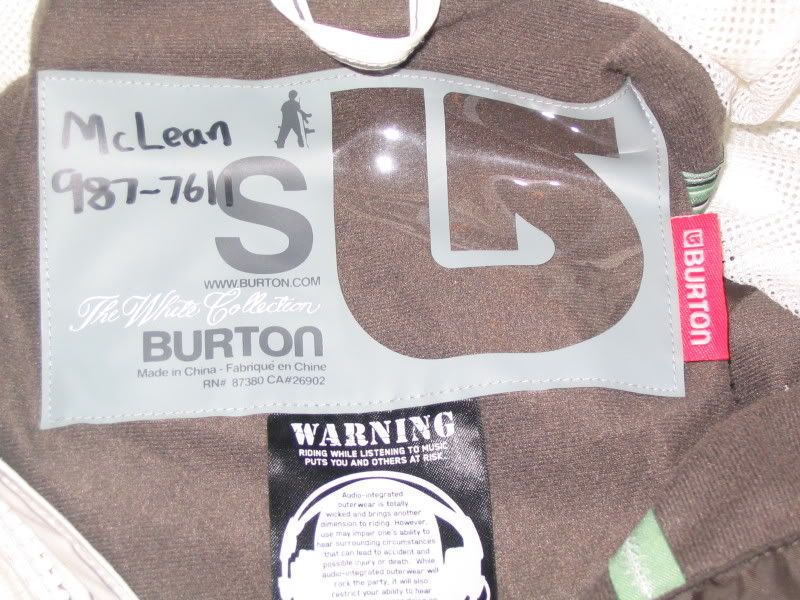 McLean
987-7611
S
WWW.BURTON.COM
The White Collection
BURTON
Made in China - Fabriqué en Chine
RN# 87380 CA#26902
BURTON
WARNING
RIDING WHILE LISTENING TO MUSIC
PUTS YOU AND OTHERS AT RISK.
Audio-integrated
outerwear is totally
wicked and brings another
dimension to riding. However,
use may impair one's ability to
hear surrounding circumstances
that can lead to accident and
possible injury or death. While
audio-integrated outerwear will
rock the party, it will also
restrict your ability to hear